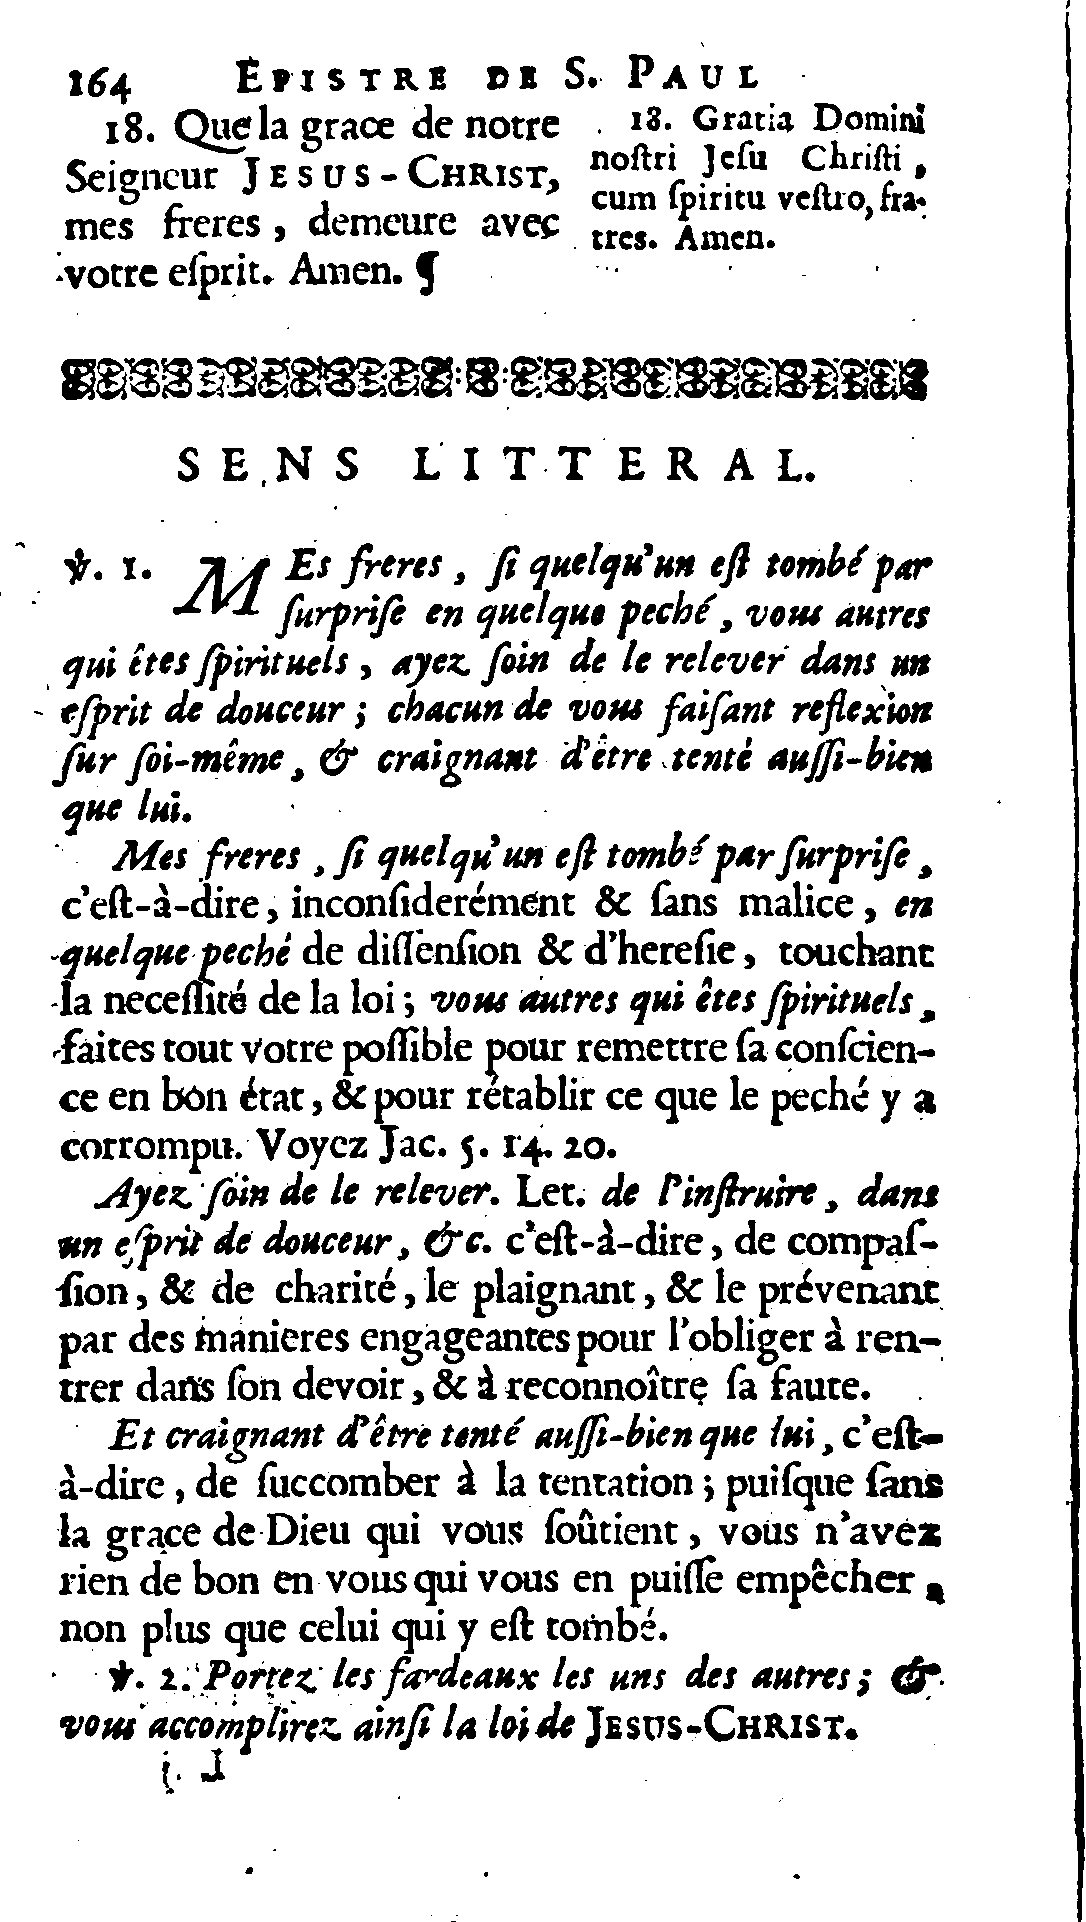 164 EPISTRE DE S. PAUL
18. Que la grace de notre
Seigneur JESUS-CHRIST,
mes freres, demeure avec
votre eſprit. Amen. ¶
18. Gratia Domini
noſtri Jeſu Chriſti,
cum ſpiritu veſtro, fra-
tres. Amen.
SENS LITTERAL.
℣. 1. MEs freres, ſi quelqu'un eſt tombé par
ſurpriſe en quelque peché, vous autres
qui êtes ſpirituels, ayez ſoin de le relever dans un
eſprit de douceur; chacun de vous faiſant reflexion
ſur ſoi-même, & craignant d'être tenté auſſi-bien
que lui.
Mes freres, ſi quelqu'un eſt tombé par ſurpriſe,
c'eſt-à-dire, inconſiderément & ſans malice, en
quelque peché de diſſenſion & d'hereſie, touchant
la neceſſité de la loi; vous autres qui êtes ſpirituels,
faites tout votre poſſible pour remettre ſa conſcien-
ce en bon état, & pour rétablir ce que le peché y a
corrompu. Voyez Jac. 5. 14. 20.
Ayez ſoin de le relever. Let. de l'inſtruire, dans
un eſprit de douceur, &c. c'eſt-à-dire, de compaſ-
ſion, & de charité, le plaignant, & le prévenant
par des manieres engageantes pour l'obliger à ren-
trer dans ſon devoir, & à reconnoître ſa faute.
Et craignant d'être tenté auſſi-bien que lui, c'eſt-
à-dire, de ſuccomber à la tentation; puiſque ſans
la grace de Dieu qui vous ſoûtient, vous n'avez
rien de bon en vous qui vous en puiſſe empêcher,
non plus que celui qui y eſt tombé.
℣. 2. Portez les fardeaux les uns des autres; &
vous accomplirez ainſi la loi de JESUS-CHRIST.